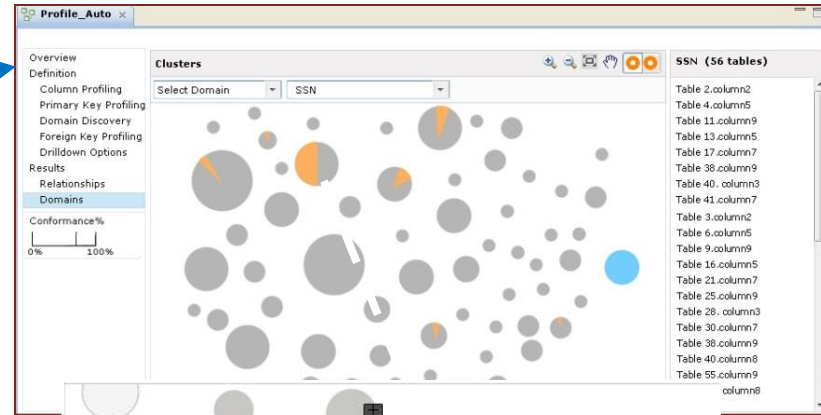 Profile_Auto
Overview
Definition
Column Profiling
Primary Key Profiling
Domain Discovery
Foreign Key Profiling
Drilldown Options
Results
Relationships
Domains
Conformance%
0% 100%
Clusters
Select Domain SSN
SSN (56 tables)
Table 2.column2
Table 4.column5
Table 11.column9
Table 13.column5
Table 17.column7
Table 38.column9
Table 40. column3
Table 41.column7
Table 3.column2
Table 6.column5
Table 9.column9
Table 16.column5
Table 21.column7
Table 25.column9
Table 28. column3
Table 30.column7
Table 38.column9
Table 40.column8
Table 55.column9
column8